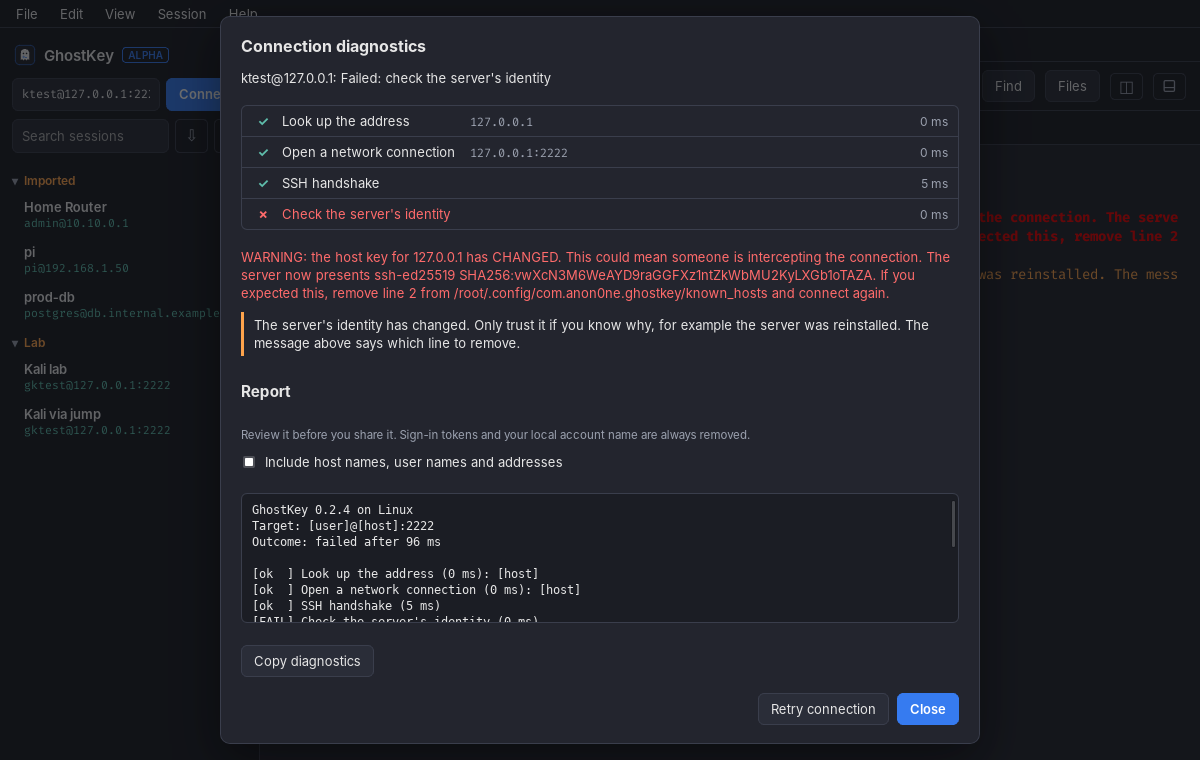 File Edit View Session Help
GhostKey ALPHA
ktest@127.0.0.1:22
Conne
Search sessions
Find
Files
▾ Imported
Home Router
admin@10.10.0.1
pi
pi@192.168.1.50
prod-db
postgres@db.internal.example
▾ Lab
Kali lab
gktest@127.0.0.1:2222
Kali via jump
gktest@127.0.0.1:2222
the connection. The serve
ected this, remove line 2
was reinstalled. The mess
Connection diagnostics
ktest@127.0.0.1: Failed: check the server's identity
Look up the address 127.0.0.1 0 ms
Open a network connection 127.0.0.1:2222 0 ms
SSH handshake 5 ms
Check the server's identity 0 ms
WARNING: the host key for 127.0.0.1 has CHANGED. This could mean someone is intercepting the connection. The
server now presents ssh-ed25519 SHA256:vwXcN3M6WeAYD9raGGFXz1ntZkWbMU2KyLXGb1oTAZA. If you
expected this, remove line 2 from /root/.config/com.anon0ne.ghostkey/known_hosts and connect again.
The server's identity has changed. Only trust it if you know why, for example the server was reinstalled. The
message above says which line to remove.
Report
Review it before you share it. Sign-in tokens and your local account name are always removed.
Include host names, user names and addresses
GhostKey 0.2.4 on Linux
Target: [user]@[host]:2222
Outcome: failed after 96 ms
[ok  ] Look up the address (0 ms): [host]
[ok  ] Open a network connection (0 ms): [host]
[ok  ] SSH handshake (5 ms)
[FAIL] Check the server's identity (0 ms)
Copy diagnostics
Retry connection
Close